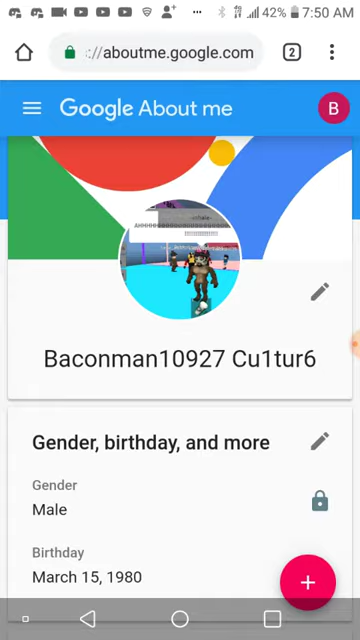 42% 7:50 AM
://aboutme.google.com
2
Google About me
B
Baconman10927 Cu1tur6
Gender, birthday, and more
Gender
Male
Birthday
March 15, 1980